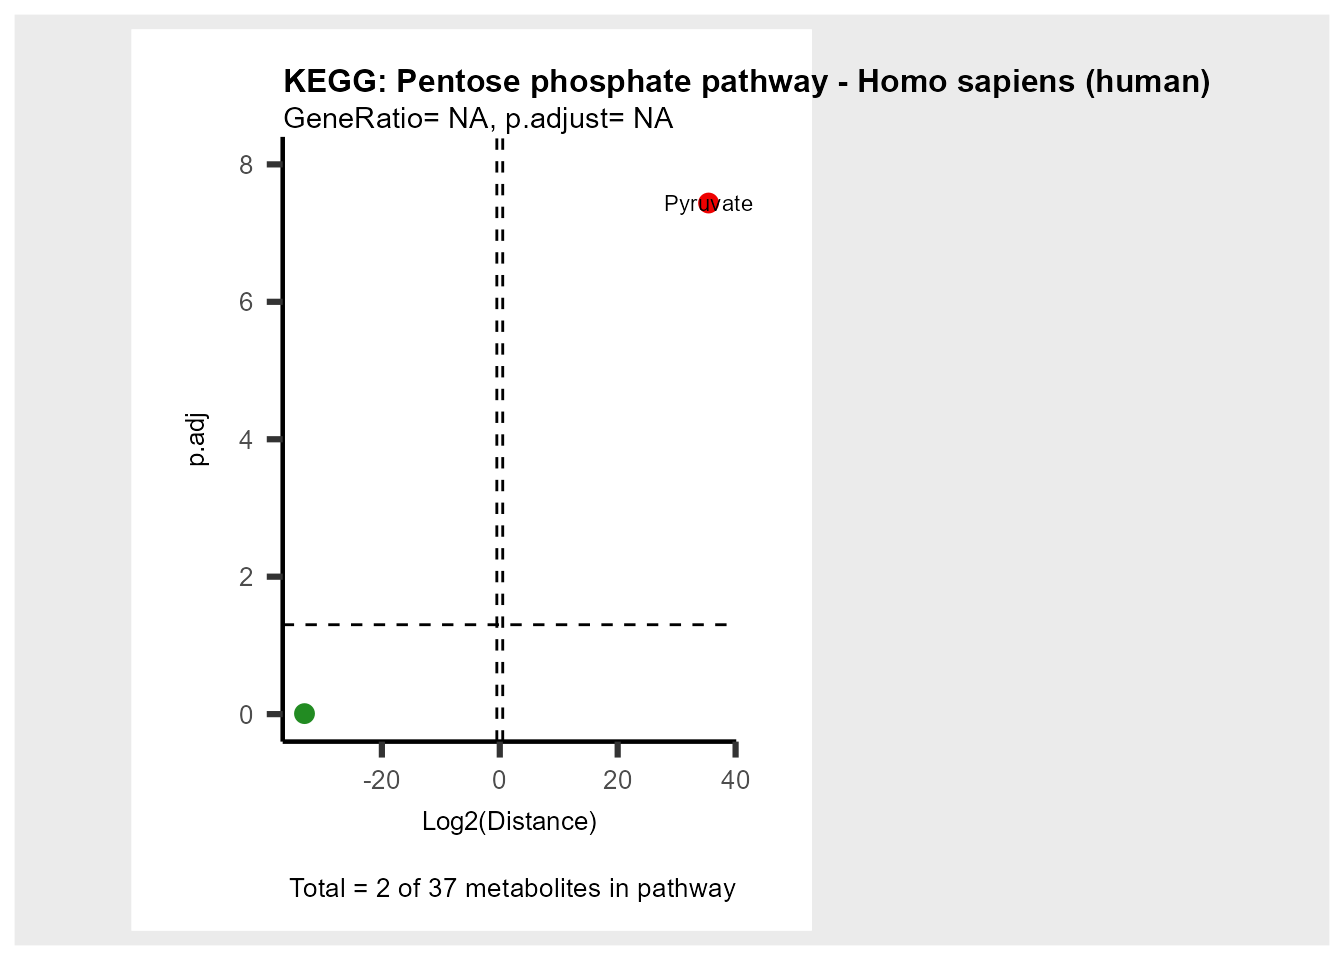 KEGG: Pentose phosphate pathway - Homo sapiens (human)
GeneRatio= NA, p.adjust= NA
8
Pyruvate
6
p.adj
4
2
0
-20 0 20 40
Log2(Distance)
Total = 2 of 37 metabolites in pathway